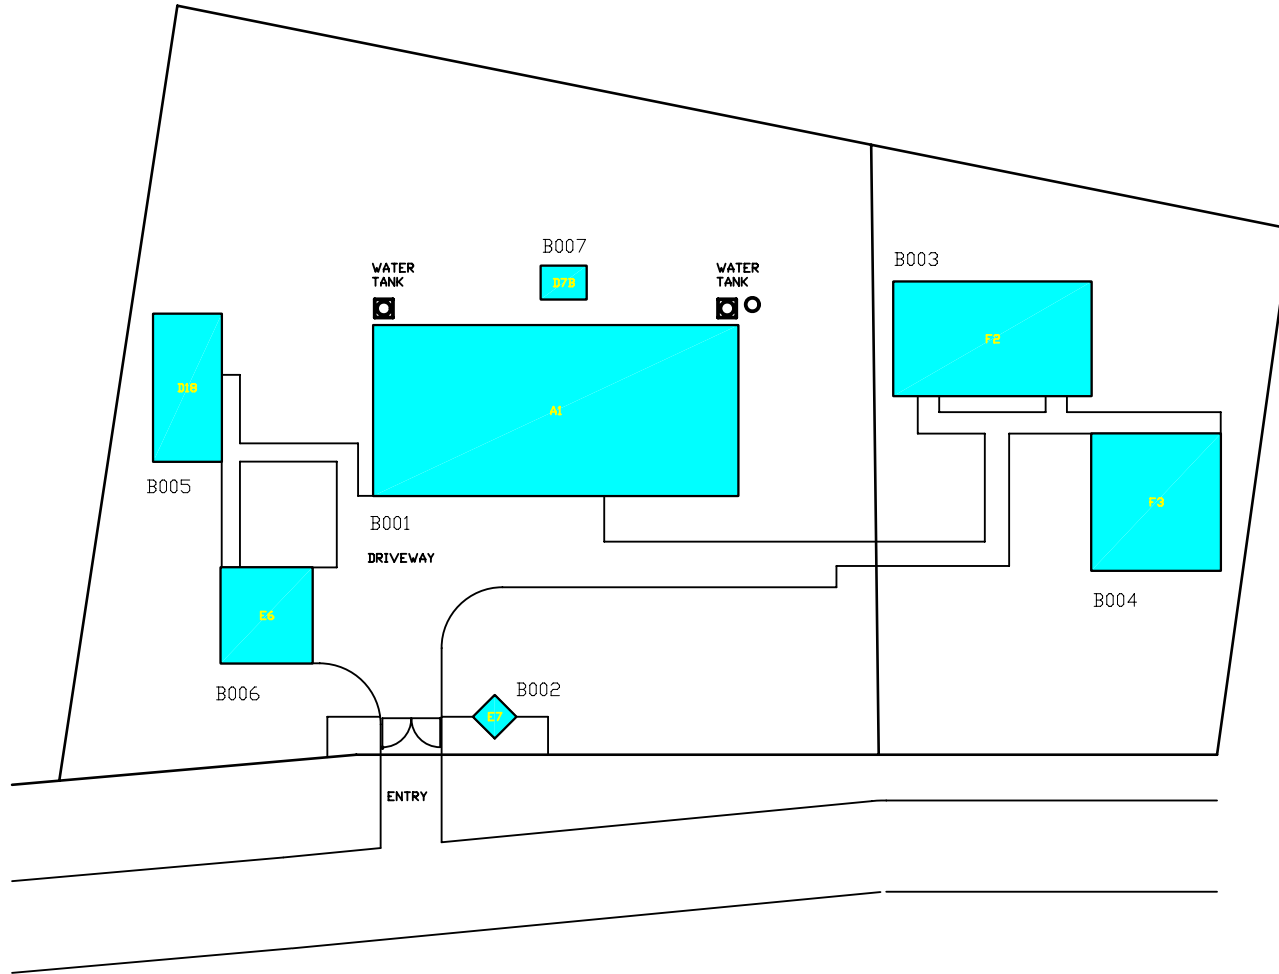 B007
B003
WATER
TANK
WATER
TANK
D7B
F2
D18
A1
B005
B001
F3
DRIVEWAY
B004
E6
B006
B002
E7
ENTRY